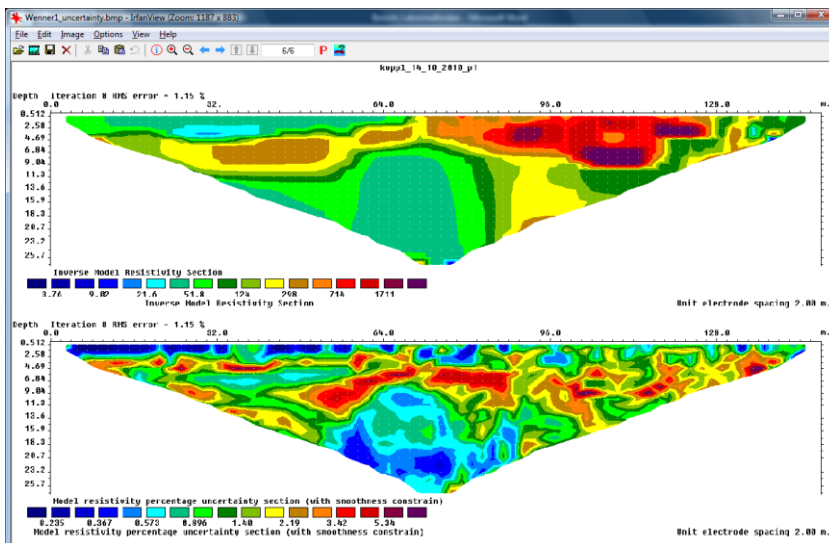 Wenner1_uncertainty.bmp - IrfanView (Zoom: 1187 x 883)
File Edit Image Options View Help
6/6
kuppl_14_10_2010_p1
Depth Iteration 8 RMS error - 1.15 %
0.0 32. 64.0 96.0 128.0 m.
0.512
2.58
4.69
6.84
9.04
11.3
13.6
15.9
18.3
20.7
23.2
25.7
Inverse Model Resistivity Section
3.76 9.02 21.6 51.8 124 298 714 1711
Inverse Model Resistivity Section
Unit electrode spacing 2.00 m.
Depth Iteration 8 RMS error - 1.15 %
0.0 32.0 64.0 96.0 128.0 m.
0.512
2.58
4.69
6.84
9.04
11.3
13.6
15.9
18.3
20.7
23.2
25.7
Model resistivity percentage uncertainty section (with smoothness constrain)
0.235 0.367 0.573 0.896 1.40 2.19 3.42 5.34
Model resistivity percentage uncertainty section (with smoothness constrain)
Unit electrode spacing 2.00 m.